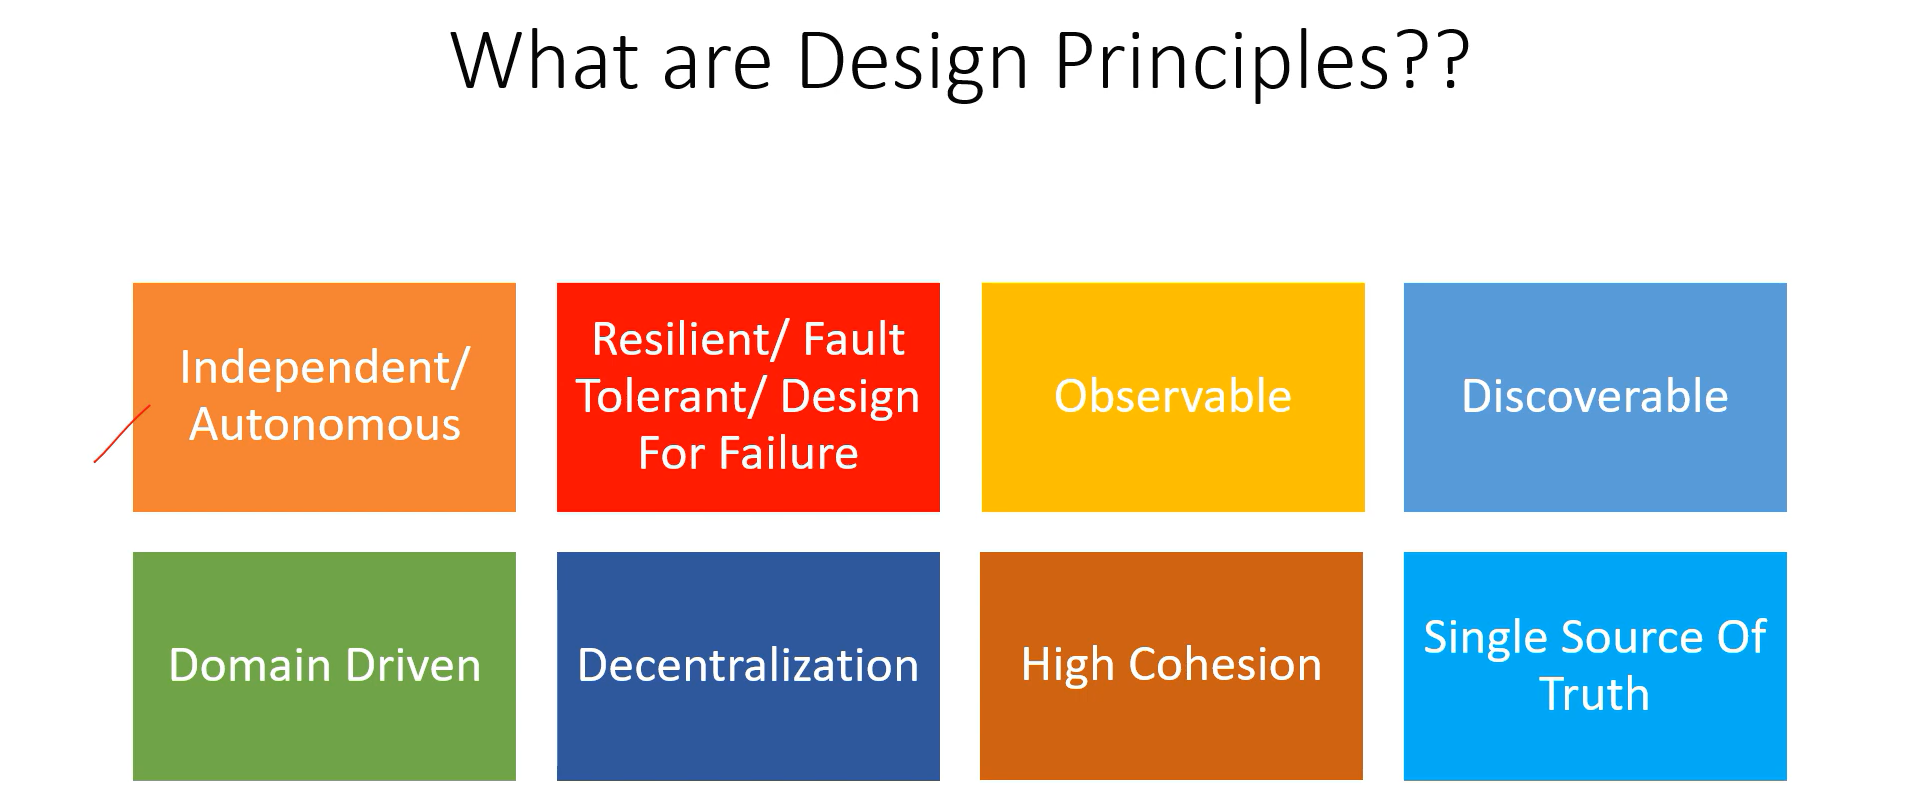 What are Design Principles??
Independent/
Autonomous
Resilient/ Fault
Tolerant/ Design
For Failure
Observable
Discoverable
Domain Driven
Decentralization
High Cohesion
Single Source Of
Truth